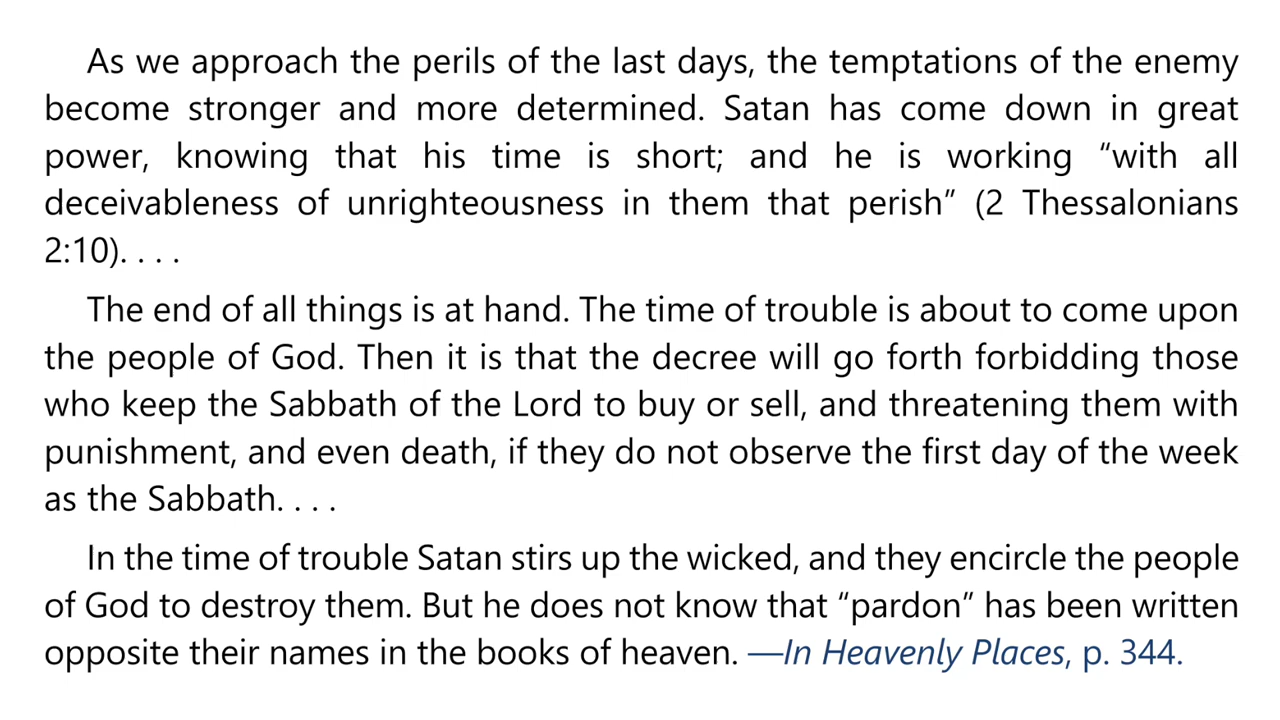 As we approach the perils of the last days, the temptations of the enemy
become stronger and more determined. Satan has come down in great
power, knowing that his time is short; and he is working “with all
deceivableness of unrighteousness in them that perish” (2 Thessalonians
2:10). . . .
The end of all things is at hand. The time of trouble is about to come upon
the people of God. Then it is that the decree will go forth forbidding those
who keep the Sabbath of the Lord to buy or sell, and threatening them with
punishment, and even death, if they do not observe the first day of the week
as the Sabbath. . . .
In the time of trouble Satan stirs up the wicked, and they encircle the people
of God to destroy them. But he does not know that “pardon” has been written
opposite their names in the books of heaven. —In Heavenly Places, p. 344.